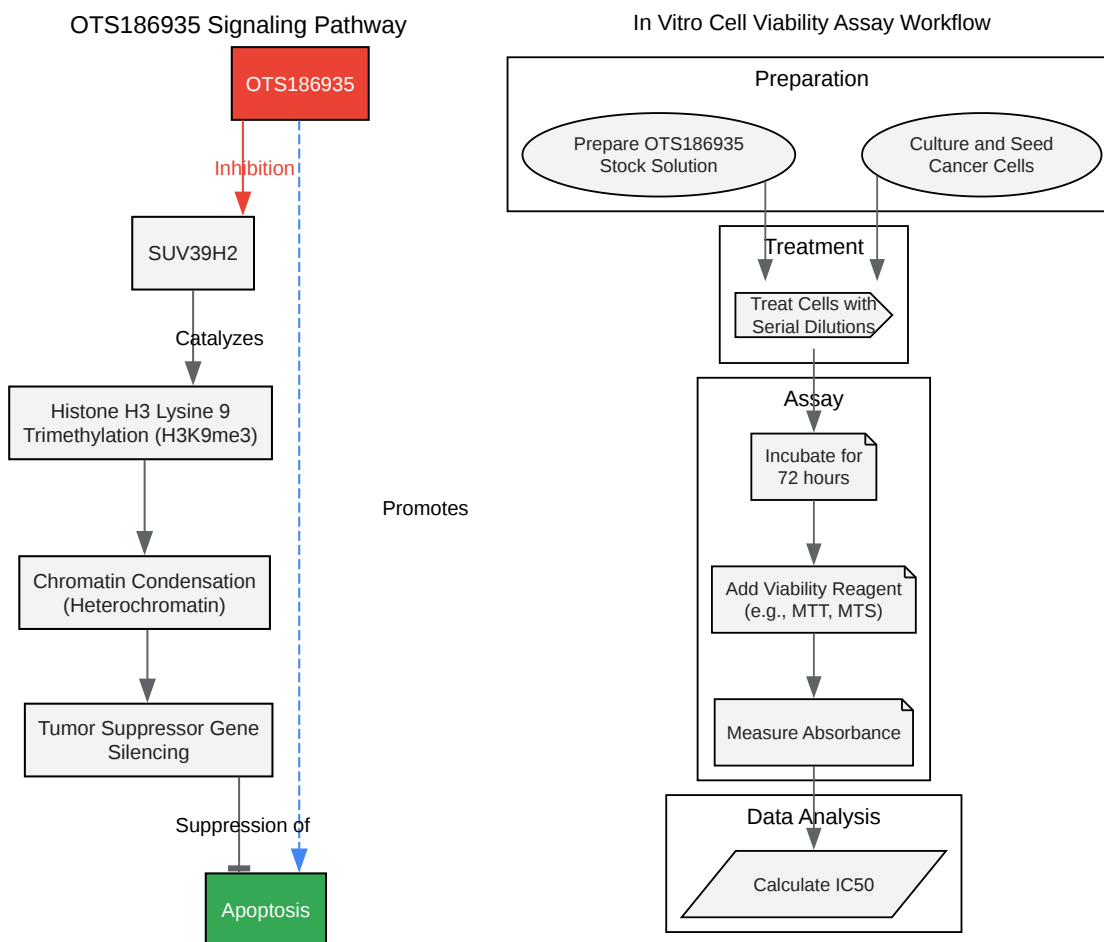 OTS186935 Signaling Pathway
OTS186935
Inhibition
SUV39H2
Catalyzes
Histone H3 Lysine 9
Trimethylation (H3K9me3)
Promotes
Chromatin Condensation
(Heterochromatin)
Tumor Suppressor Gene
Silencing
Suppression of
Apoptosis
In Vitro Cell Viability Assay Workflow
Preparation
Prepare OTS186935
Stock Solution
Culture and Seed
Cancer Cells
Treatment
Treat Cells with
Serial Dilutions
Assay
Incubate for
72 hours
Add Viability Reagent
(e.g., MTT, MTS)
Measure Absorbance
Data Analysis
Calculate IC50